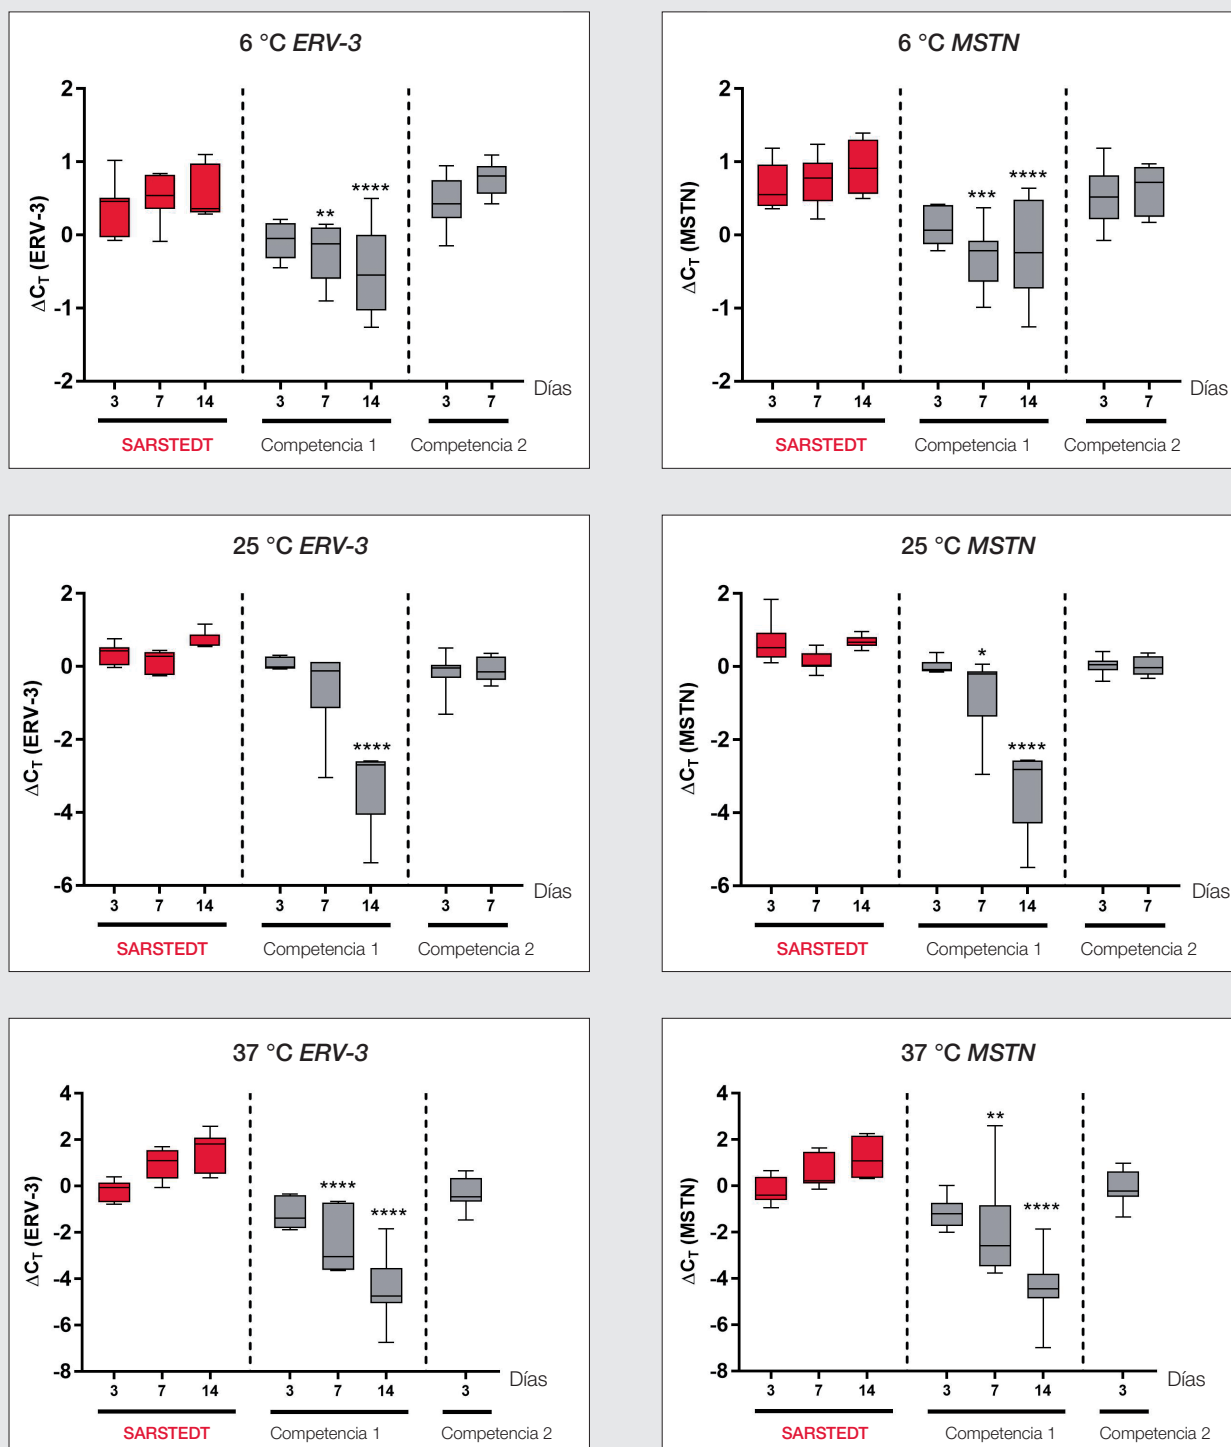 6 °C ERV-3
ΔCT (ERV-3)
2
1
0
-1
-2
**
****
3 7 14 3 7 14 3 7
Días
SARSTEDT Competencia 1 Competencia 2
6 °C MSTN
ΔCT (MSTN)
2
1
0
-1
-2
***
****
3 7 14 3 7 14 3 7
Días
SARSTEDT Competencia 1 Competencia 2
25 °C ERV-3
ΔCT (ERV-3)
2
0
-2
-4
-6
****
3 7 14 3 7 14 3 7
Días
SARSTEDT Competencia 1 Competencia 2
25 °C MSTN
ΔCT (MSTN)
2
0
-2
-4
-6
*
****
3 7 14 3 7 14 3 7
Días
SARSTEDT Competencia 1 Competencia 2
37 °C ERV-3
ΔCT (ERV-3)
4
2
0
-2
-4
-6
-8
****
****
3 7 14 3 7 14 3
Días
SARSTEDT Competencia 1 Competencia 2
37 °C MSTN
ΔCT (MSTN)
4
2
0
-2
-4
-6
-8
**
****
3 7 14 3 7 14 3
Días
SARSTEDT Competencia 1 Competencia 2